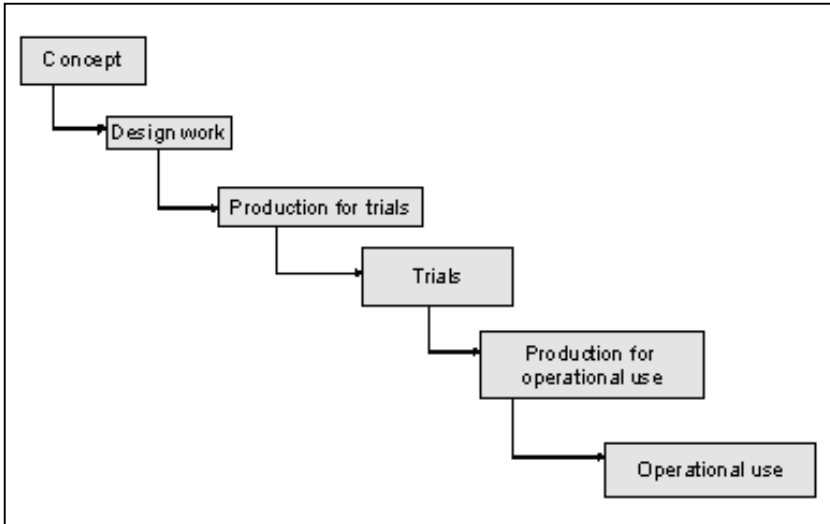 Concept
Design work
Production for trials
Trials
Production for
operational use
Operational use